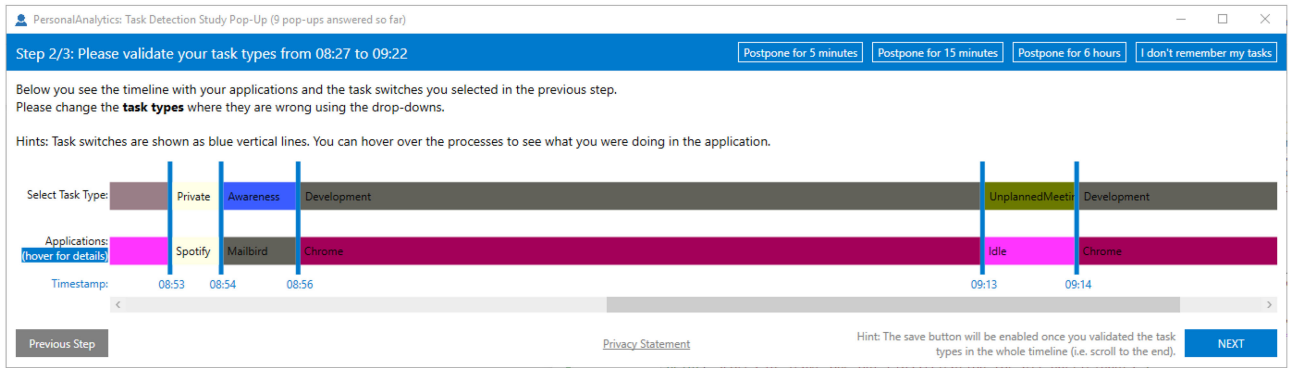 PersonalAnalytics: Task Detection Study Pop-Up (9 pop-ups answered so far)
Step 2/3: Please validate your task types from 08:27 to 09:22
Postpone for 5 minutes
Postpone for 15 minutes
Postpone for 6 hours
I don't remember my tasks
Below you see the timeline with your applications and the task switches you selected in the previous step.
Please change the task types where they are wrong using the drop-downs.
Hints: Task switches are shown as blue vertical lines. You can hover over the processes to see what you were doing in the application.
Select Task Type: Private Awareness Development UnplannedMeetin Development
Applications:
(hover for details) Spotify Mailbird Chrome Idle Chrome
Timestamp: 08:53 08:54 08:56 09:13 09:14
Previous Step
Privacy Statement
Hint: The save button will be enabled once you validated the task
types in the whole timeline (i.e. scroll to the end).
NEXT